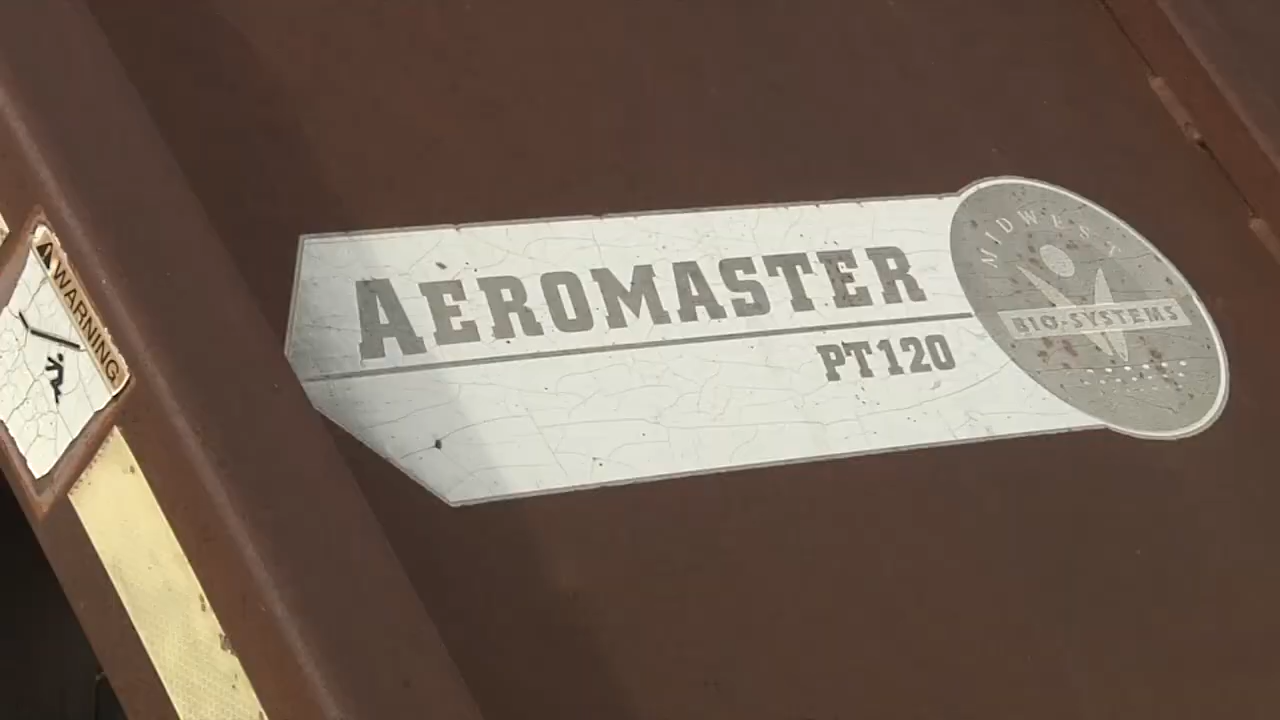 WARNING
AEROMASTER
PT120
MIDWEST
BIO-SYSTEMS